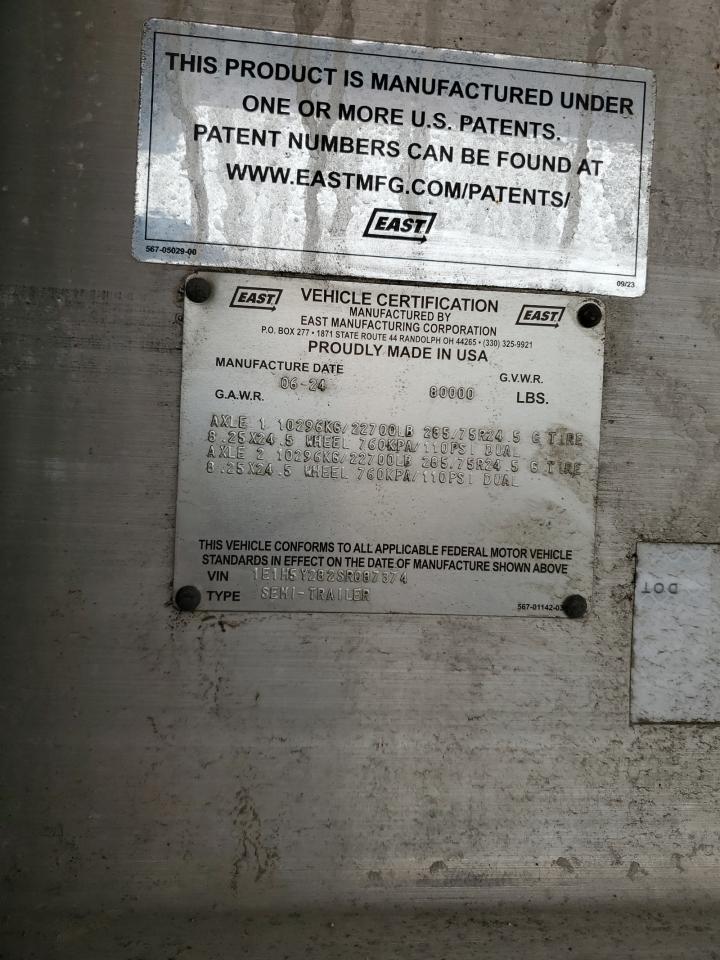 THIS PRODUCT IS MANUFACTURED UNDER
ONE OR MORE U.S. PATENTS.
PATENT NUMBERS CAN BE FOUND AT
WWW.EASTMFG.COM/PATENTS/
EAST
567-05029-00
09/23
EAST
VEHICLE CERTIFICATION
EAST
MANUFACTURED BY
EAST MANUFACTURING CORPORATION
P.O. BOX 277 • 1871 STATE ROUTE 44 RANDOLPH OH 44265 • (330) 325-9921
PROUDLY MADE IN USA
MANUFACTURE DATE
G.V.W.R.
06-24
80000
LBS.
G.A.W.R.
AXLE 1 10296KG/22700LB 285/75R24.5 G TIRE
8.25X24.5 WHEEL 760KPA/110PSI DUAL
AXLE 2 10296KG/22700LB 285/75R24.5 G TIRE
8.25X24.5 WHEEL 760KPA/110PSI DUAL
THIS VEHICLE CONFORMS TO ALL APPLICABLE FEDERAL MOTOR VEHICLE
STANDARDS IN EFFECT ON THE DATE OF MANUFACTURE SHOWN ABOVE
VIN 1E1H5Y282SR087374
TYPE SEMI-TRAILER
567-01142-03
DOT